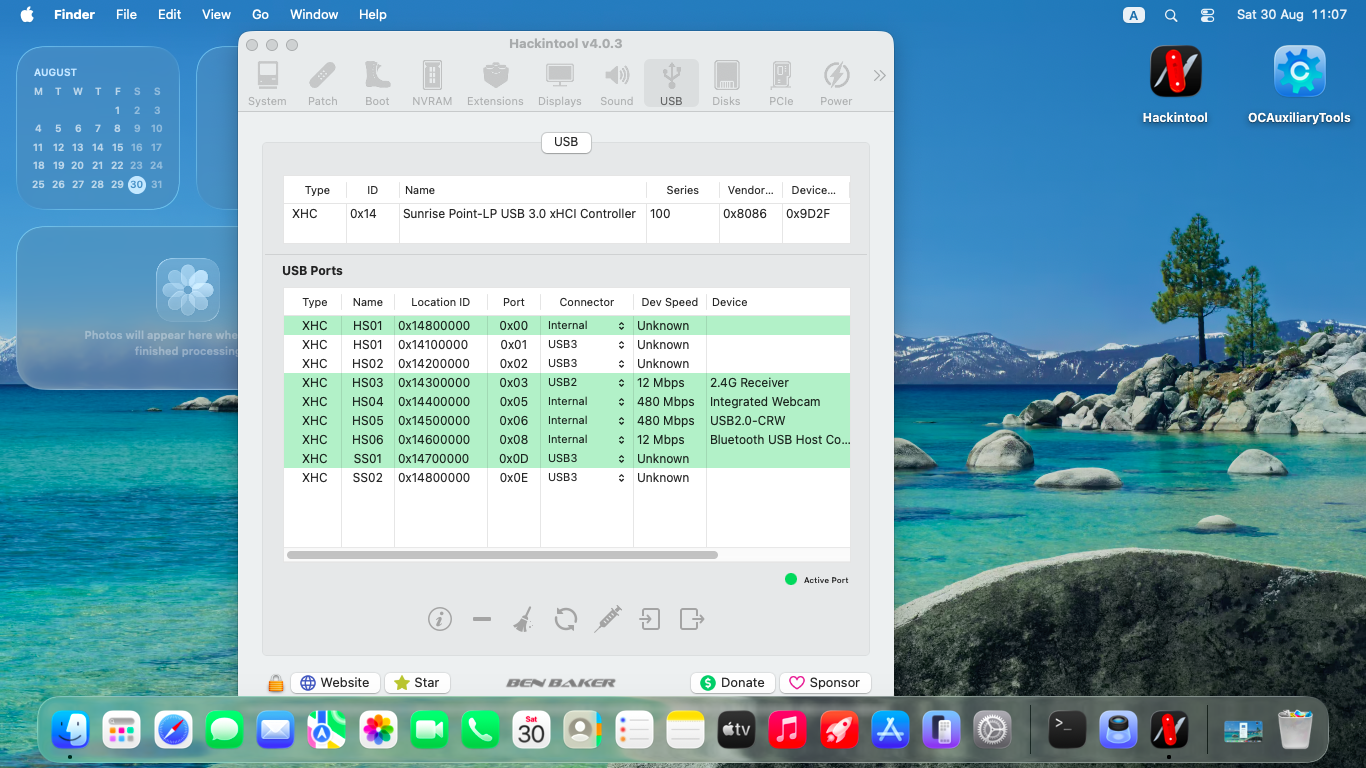 Finder File Edit View Go Window Help
A
Sat 30 Aug 11:07
AUGUST
M T W T F S S
1 2 3
4 5 6 7 8 9 10
11 12 13 14 15 16 17
18 19 20 21 22 23 24
25 26 27 28 29 30 31
Photos will appear here whe
finished processing
Hackintool v4.0.3
System Patch Boot NVRAM Extensions Displays Sound USB Disks PCIe Power
USB
Type ID Name Series Vendor... Device...
XHC 0x14 Sunrise Point-LP USB 3.0 xHCI Controller 100 0x8086 0x9D2F
USB Ports
Type Name Location ID Port Connector Dev Speed Device
XHC HS01 0x14800000 0x00 Internal Unknown
XHC HS01 0x14100000 0x01 USB3 Unknown
XHC HS02 0x14200000 0x02 USB3 Unknown
XHC HS03 0x14300000 0x03 USB2 12 Mbps 2.4G Receiver
XHC HS04 0x14400000 0x05 Internal 480 Mbps Integrated Webcam
XHC HS05 0x14500000 0x06 Internal 480 Mbps USB2.0-CRW
XHC HS06 0x14600000 0x08 Internal 12 Mbps Bluetooth USB Host Co...
XHC SS01 0x14700000 0x0D USB3 Unknown
XHC SS02 0x14800000 0x0E USB3 Unknown
Active Port
Website Star BEN BAKER Donate Sponsor
Hackintool
OCAuxiliaryTools
Sat
30
tv